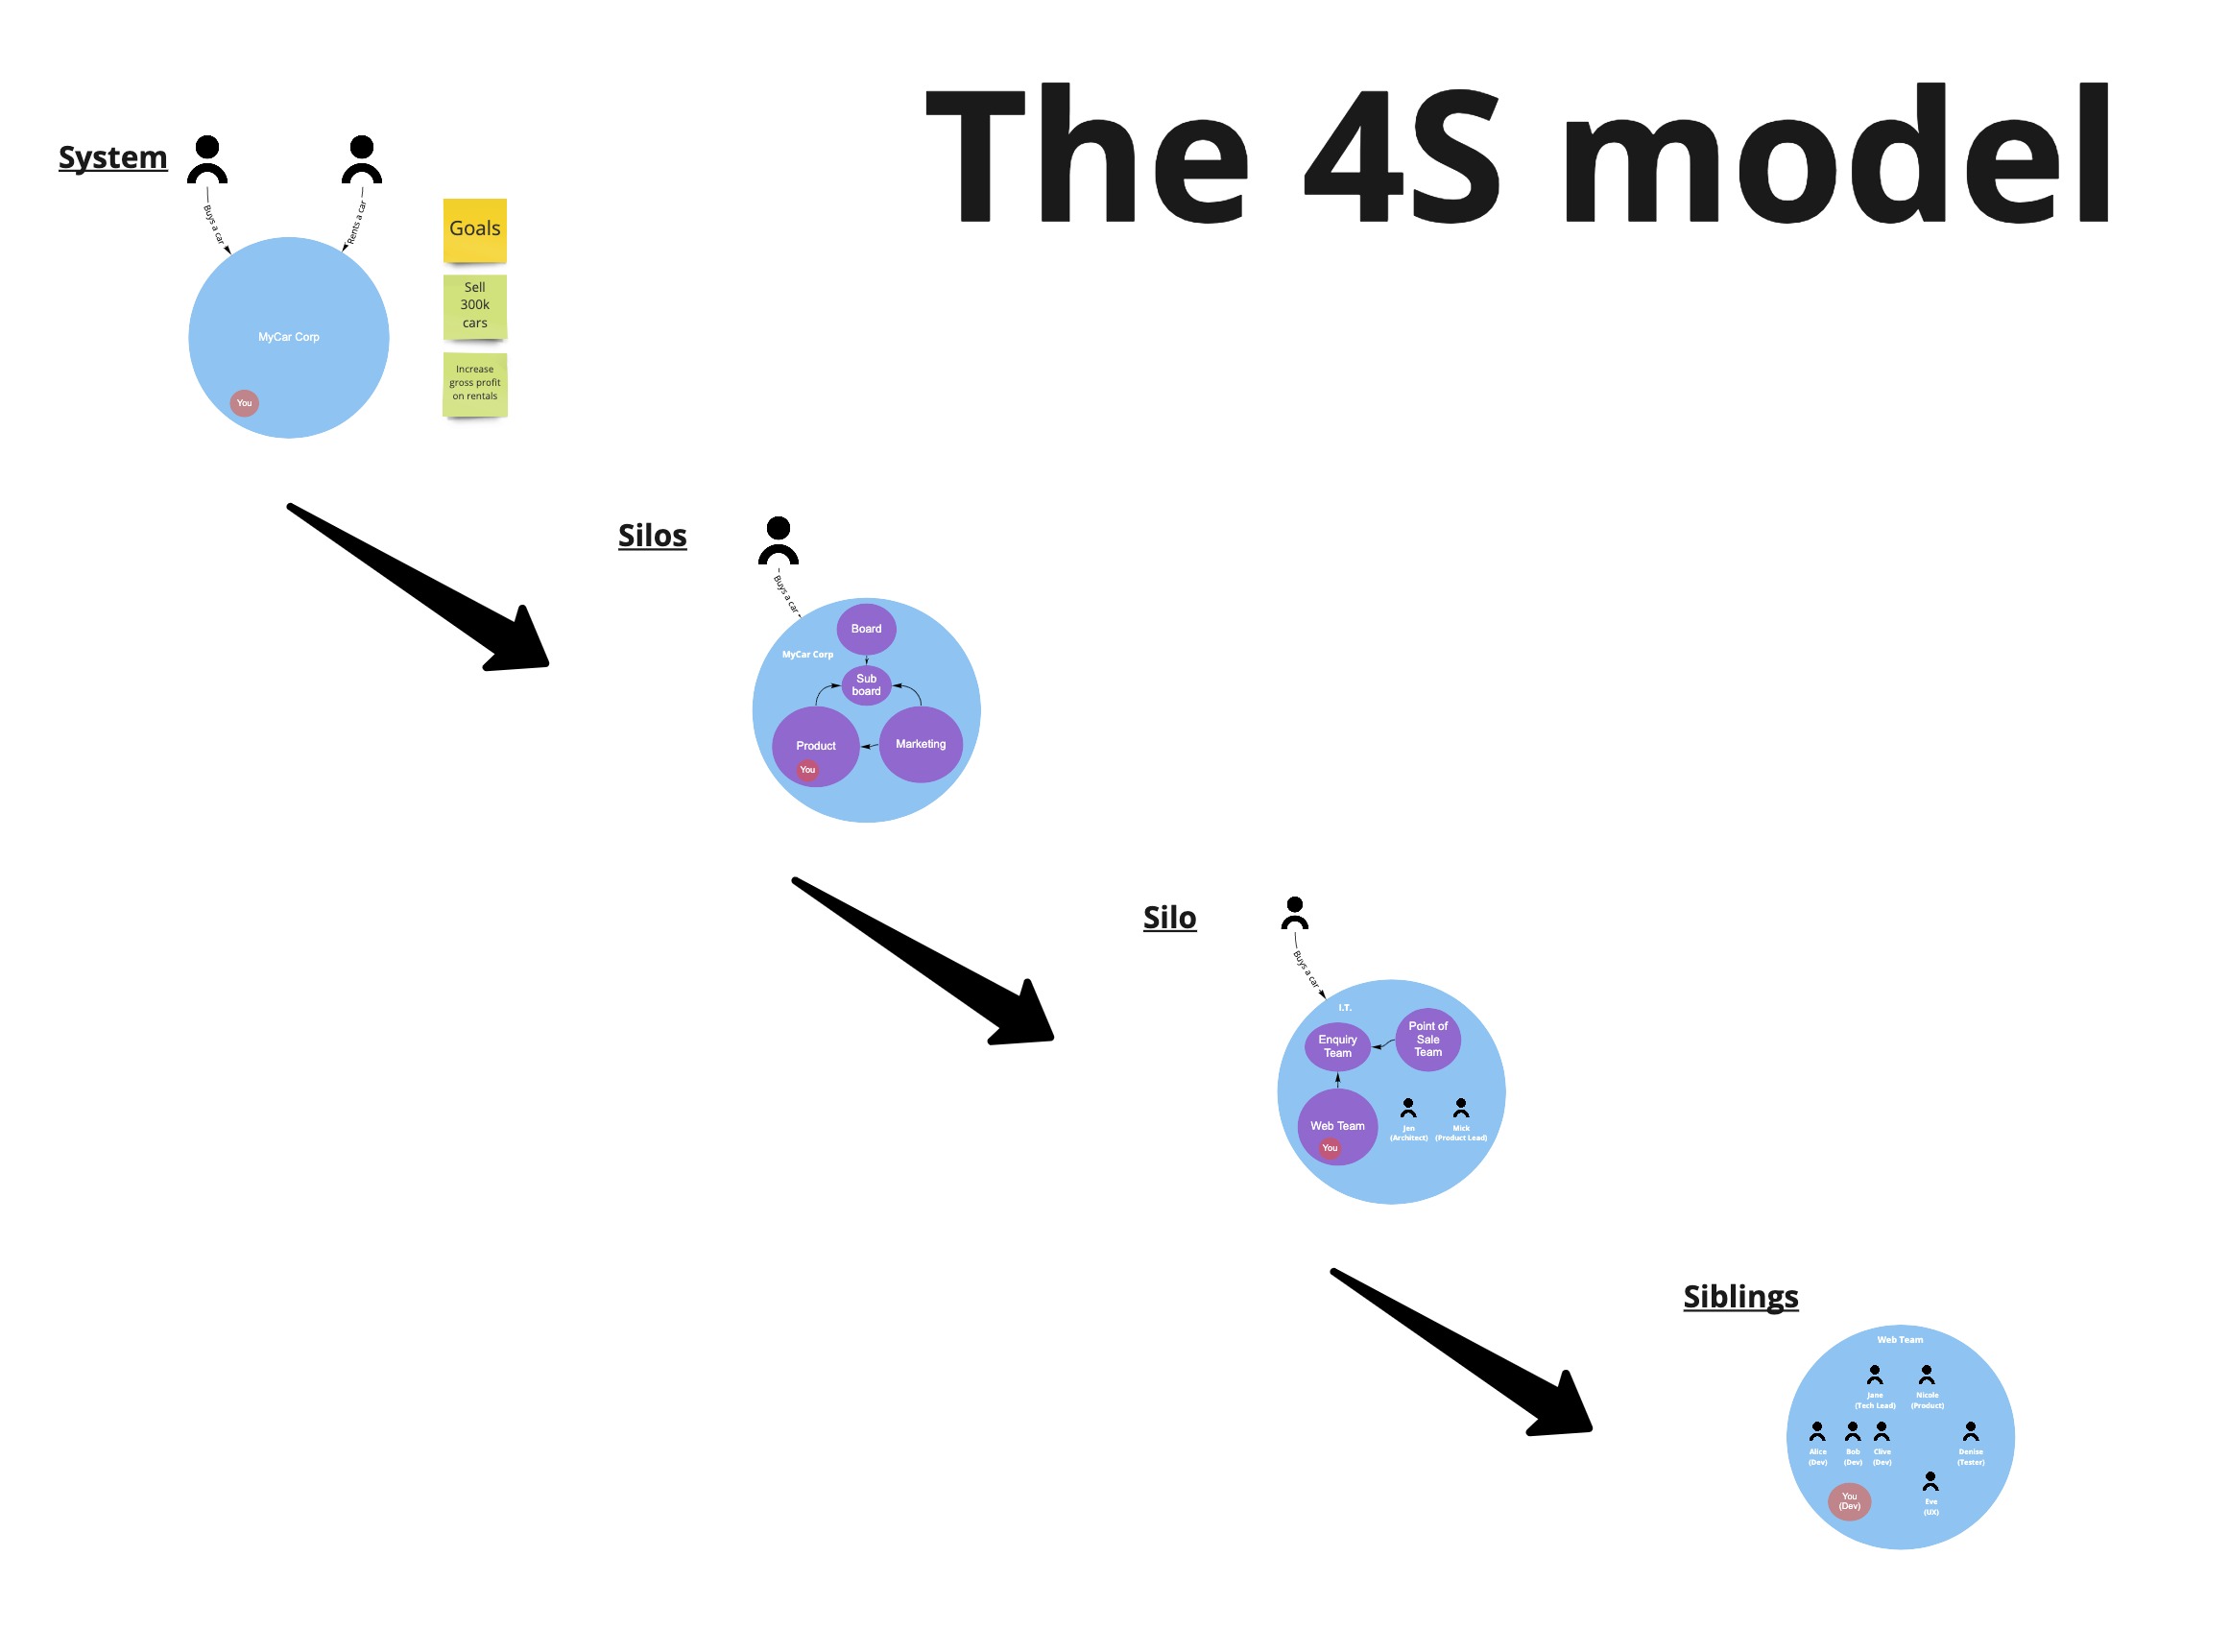 The 4S model
System
Buys a car
Rents a car
Goals
Sell
300k
cars
Increase
gross profit
on rentals
MyCar Corp
You
Silos
Buys a car
Board
MyCar Corp
Sub
board
Product
Marketing
You
Silo
Buys a car
I.T.
Enquiry
Team
Point of
Sale
Team
Web Team
You
Jen
(Architect)
Mick
(Product Lead)
Siblings
Web Team
Jane
(Tech Lead)
Nicole
(Product)
Alice
(Dev)
Bob
(Dev)
Clive
(Dev)
Denise
(Tester)
You
(Dev)
Eve
(UX)